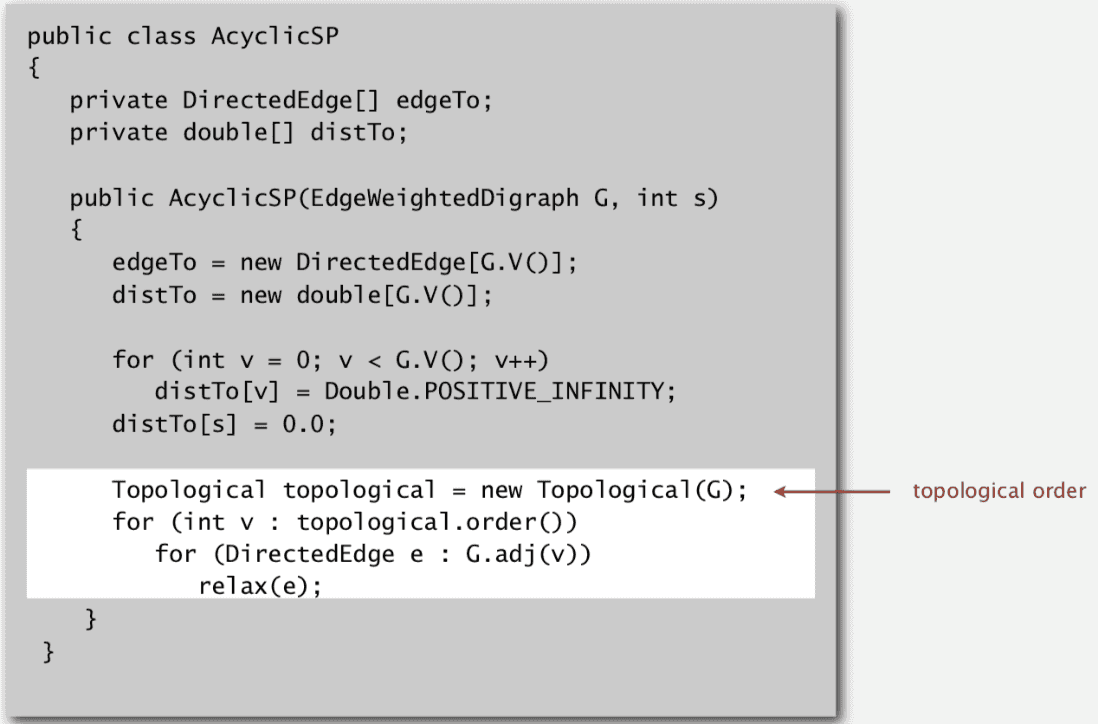 public class AcyclicSP
{
private DirectedEdge[] edgeTo;
private double[] distTo;
public AcyclicSP(EdgeWeightedDigraph G, int s)
{
edgeTo = new DirectedEdge[G.V()];
distTo = new double[G.V()];
for (int v = 0; v < G.V(); v++)
distTo[v] = Double.POSITIVE_INFINITY;
distTo[s] = 0.0;
Topological topological = new Topological(G);
topological order
for (int v : topological.order())
for (DirectedEdge e : G.adj(v))
relax(e);
}
}